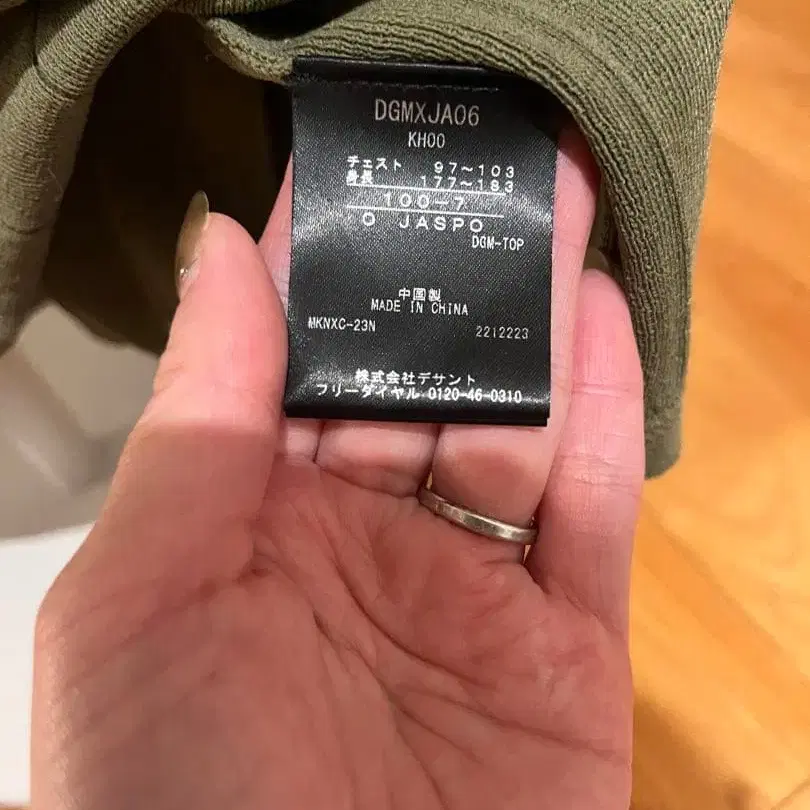 DGMXJA06
KH00
チェスト 97~103
身長 177~183
100-7
O JASPO
DGM-TOP
中国製
MADE IN CHINA
MKNXC-23N 2212223
株式会社デサント
フリーダイヤル 0120-46-0310